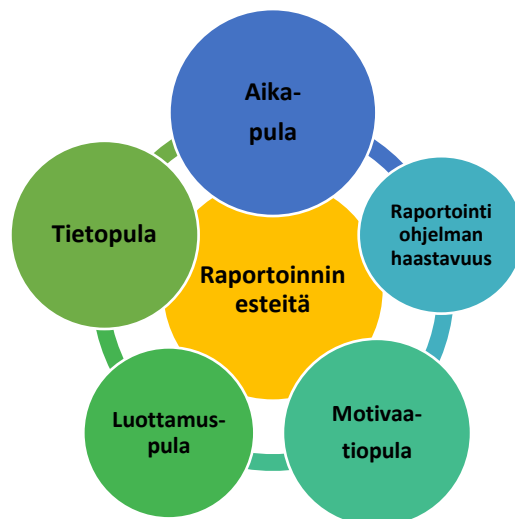 Aika-
pula
Raportointi
ohjelman
haastavuus
Motivaa-
tiopula
Luottamus-
pula
Tietopula
Raportoinnin
esteitä